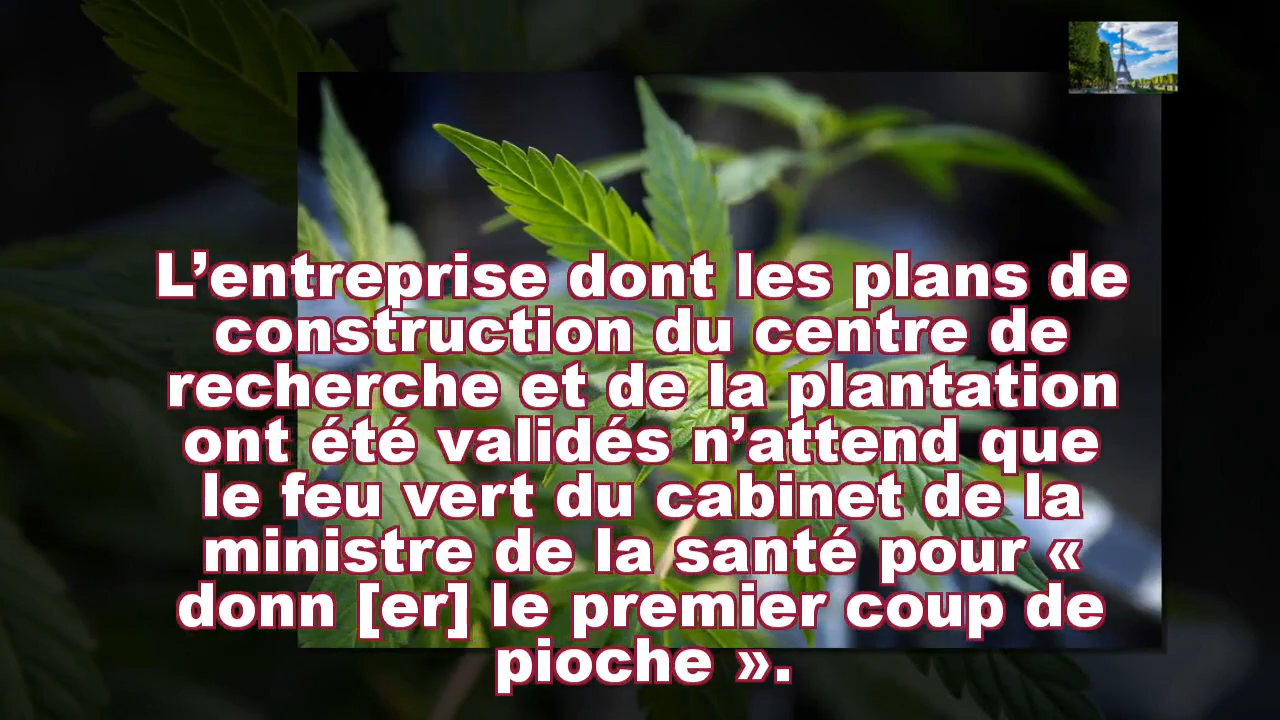 L’entreprise dont les plans de
construction du centre de
recherche et de la plantation
ont été validés n’attend que
le feu vert du cabinet de la
ministre de la santé pour «
donn [er] le premier coup de
pioche ».